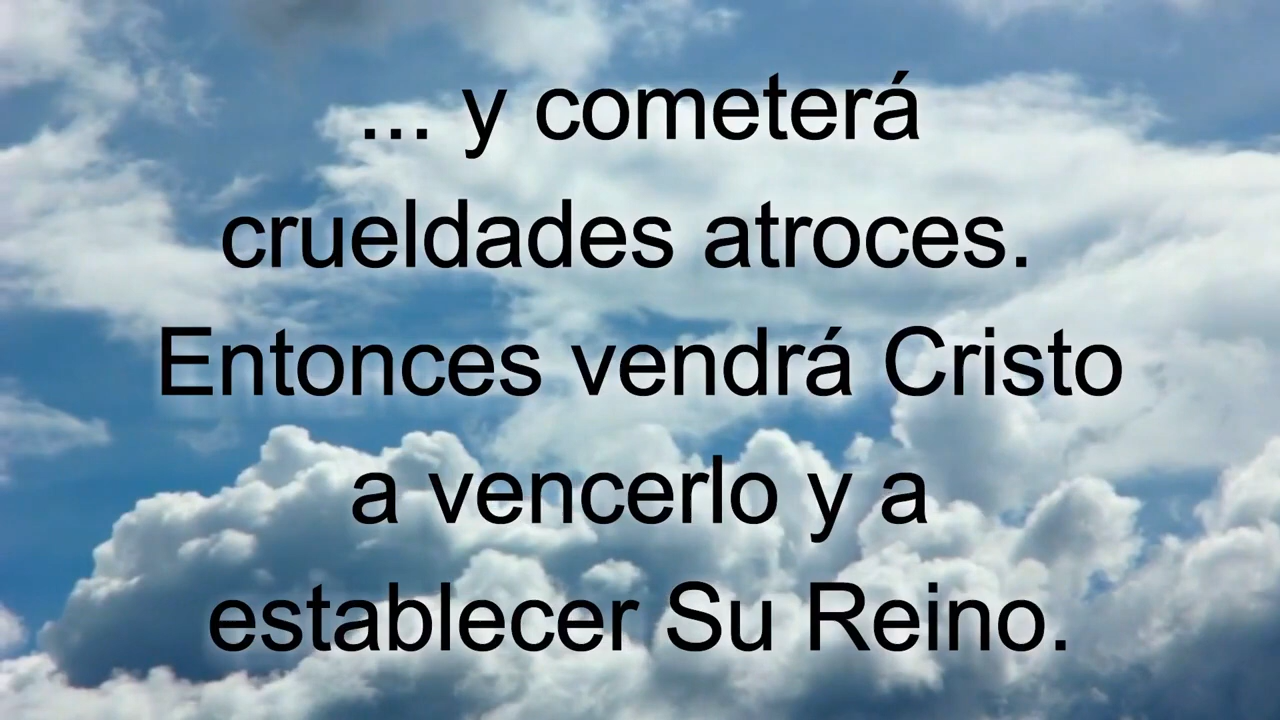 ... y cometerá
crueldades atroces.
Entonces vendrá Cristo
a vencerlo y a
establecer Su Reino.